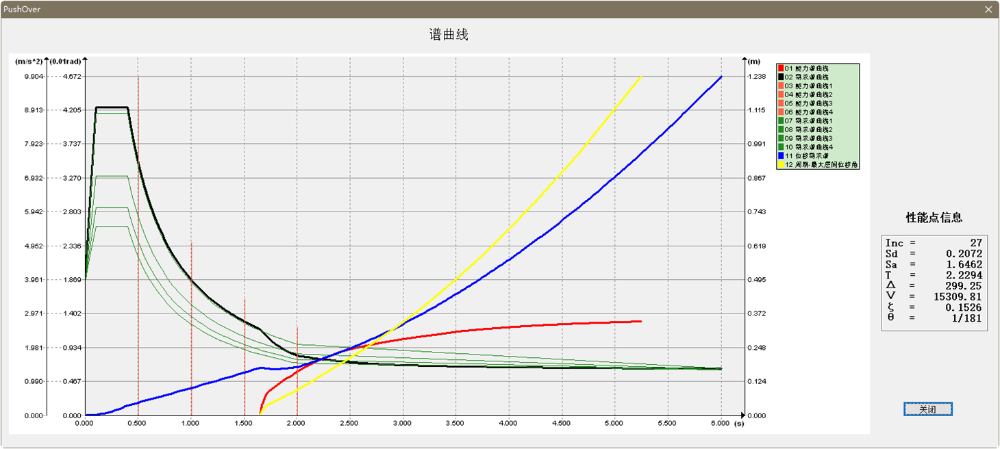 PushOver
谱曲线
(m/s^2) (0.01rad) (m)
9.904 4.672 1.238
8.913 4.205 1.115
7.923 3.737 0.991
6.932 3.270 0.867
5.942 2.803 0.743
4.952 2.336 0.619
3.961 1.869 0.495
2.971 1.402 0.372
1.981 0.934 0.248
0.990 0.467 0.124
0.000 0.000 0.000
0.000 0.500 1.000 1.500 2.000 2.500 3.000 3.500 4.000 4.500 5.000 5.500 6.000 (s)
01 能力谱曲线
02 需求谱曲线
03 能力谱曲线1
04 能力谱曲线2
05 能力谱曲线3
06 能力谱曲线4
07 需求谱曲线1
08 需求谱曲线2
09 需求谱曲线3
10 需求谱曲线4
11 位移需求谱
12 周期-最大层间位移角
性能点信息
Inc = 27
Sd = 0.2072
Sa = 1.6462
T = 2.2294
Δ = 299.25
V = 15309.81
ζ = 0.1526
θ = 1/181
关闭